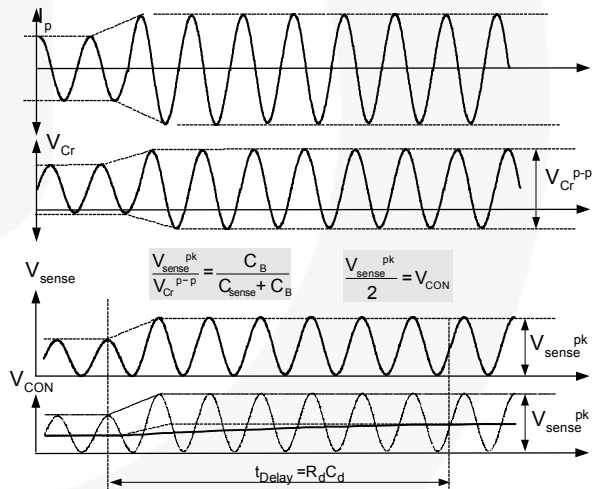 p
V_Cr
V_Cr^p-p
V_sense^pk / V_Cr^p-p = C_B / (C_sense + C_B)
V_sense^pk / 2 = V_CON
V_sense
V_sense^pk
V_CON
V_sense^pk
t_Delay = R_d C_d